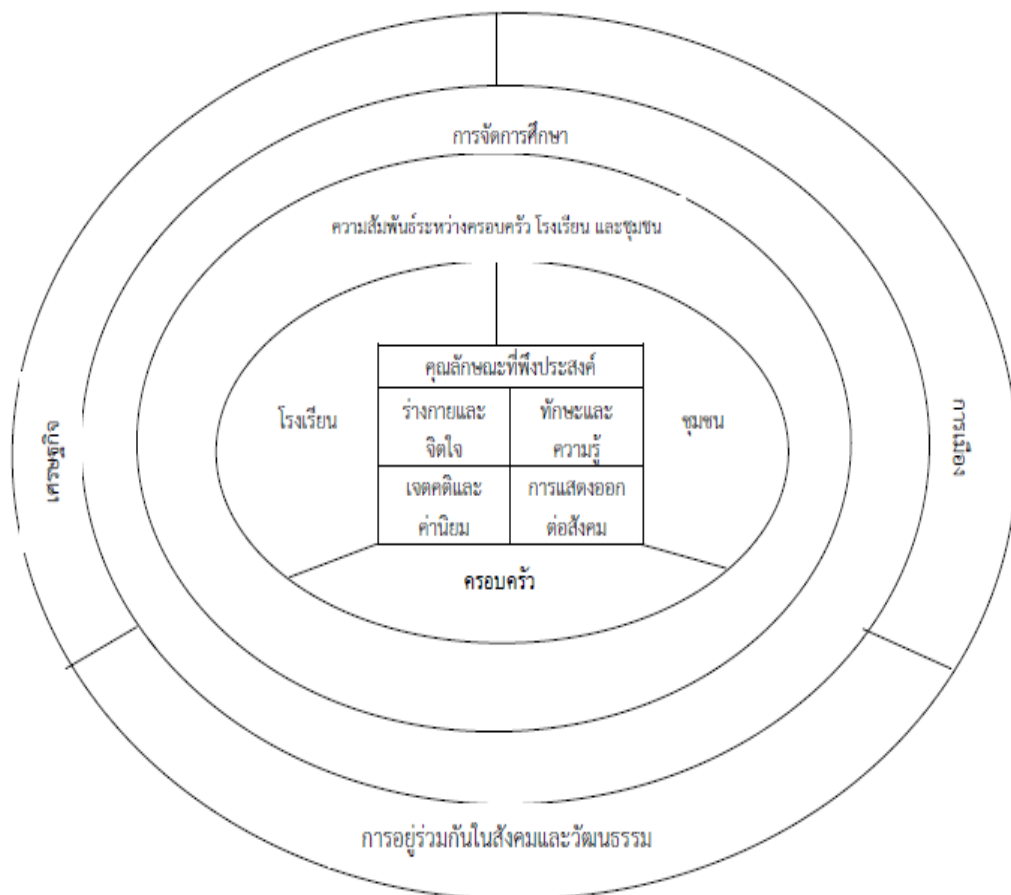 การจัดการศึกษา
ความสัมพันธ์ระหว่างครอบครัว โรงเรียน และชุมชน
คุณลักษณะที่พึงประสงค์
โรงเรียน
ร่างกายและ
จิตใจ
ทักษะและ
ความรู้
ชุมชน
เศรษฐกิจ
การเมือง
เจตคติและ
ค่านิยม
การแสดงออก
ต่อสังคม
ครอบครัว
การอยู่ร่วมกันในสังคมและวัฒนธรรม